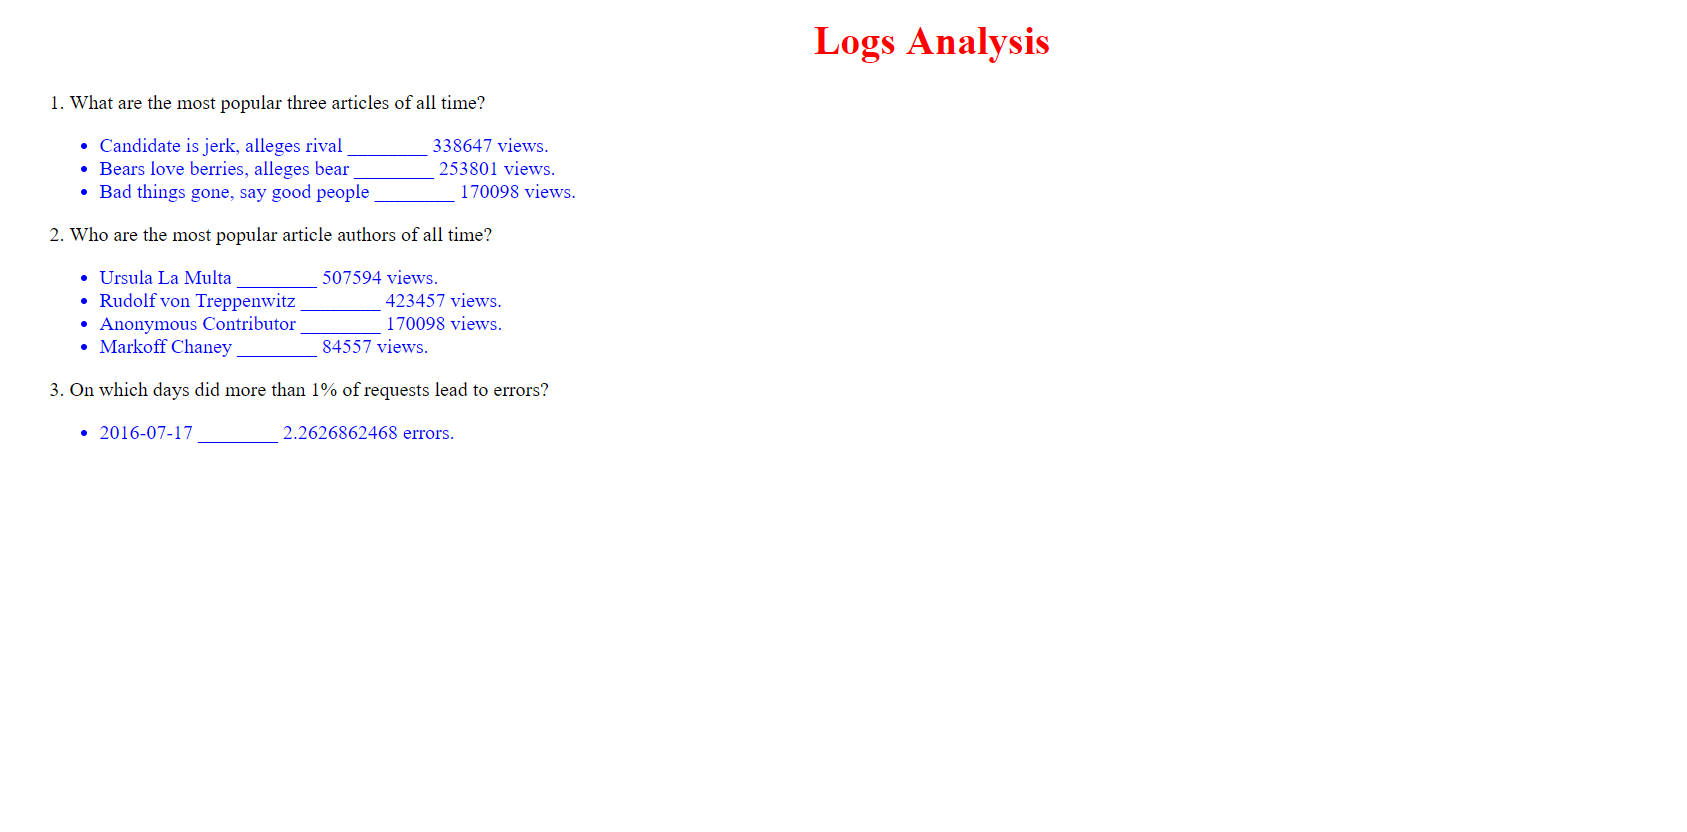 Logs Analysis
1. What are the most popular three articles of all time?
• Candidate is jerk, alleges rival ________ 338647 views.
• Bears love berries, alleges bear ________ 253801 views.
• Bad things gone, say good people ________ 170098 views.
2. Who are the most popular article authors of all time?
• Ursula La Multa ________ 507594 views.
• Rudolf von Treppenwitz ________ 423457 views.
• Anonymous Contributor ________ 170098 views.
• Markoff Chaney ________ 84557 views.
3. On which days did more than 1% of requests lead to errors?
• 2016-07-17 ________ 2.2626862468 errors.